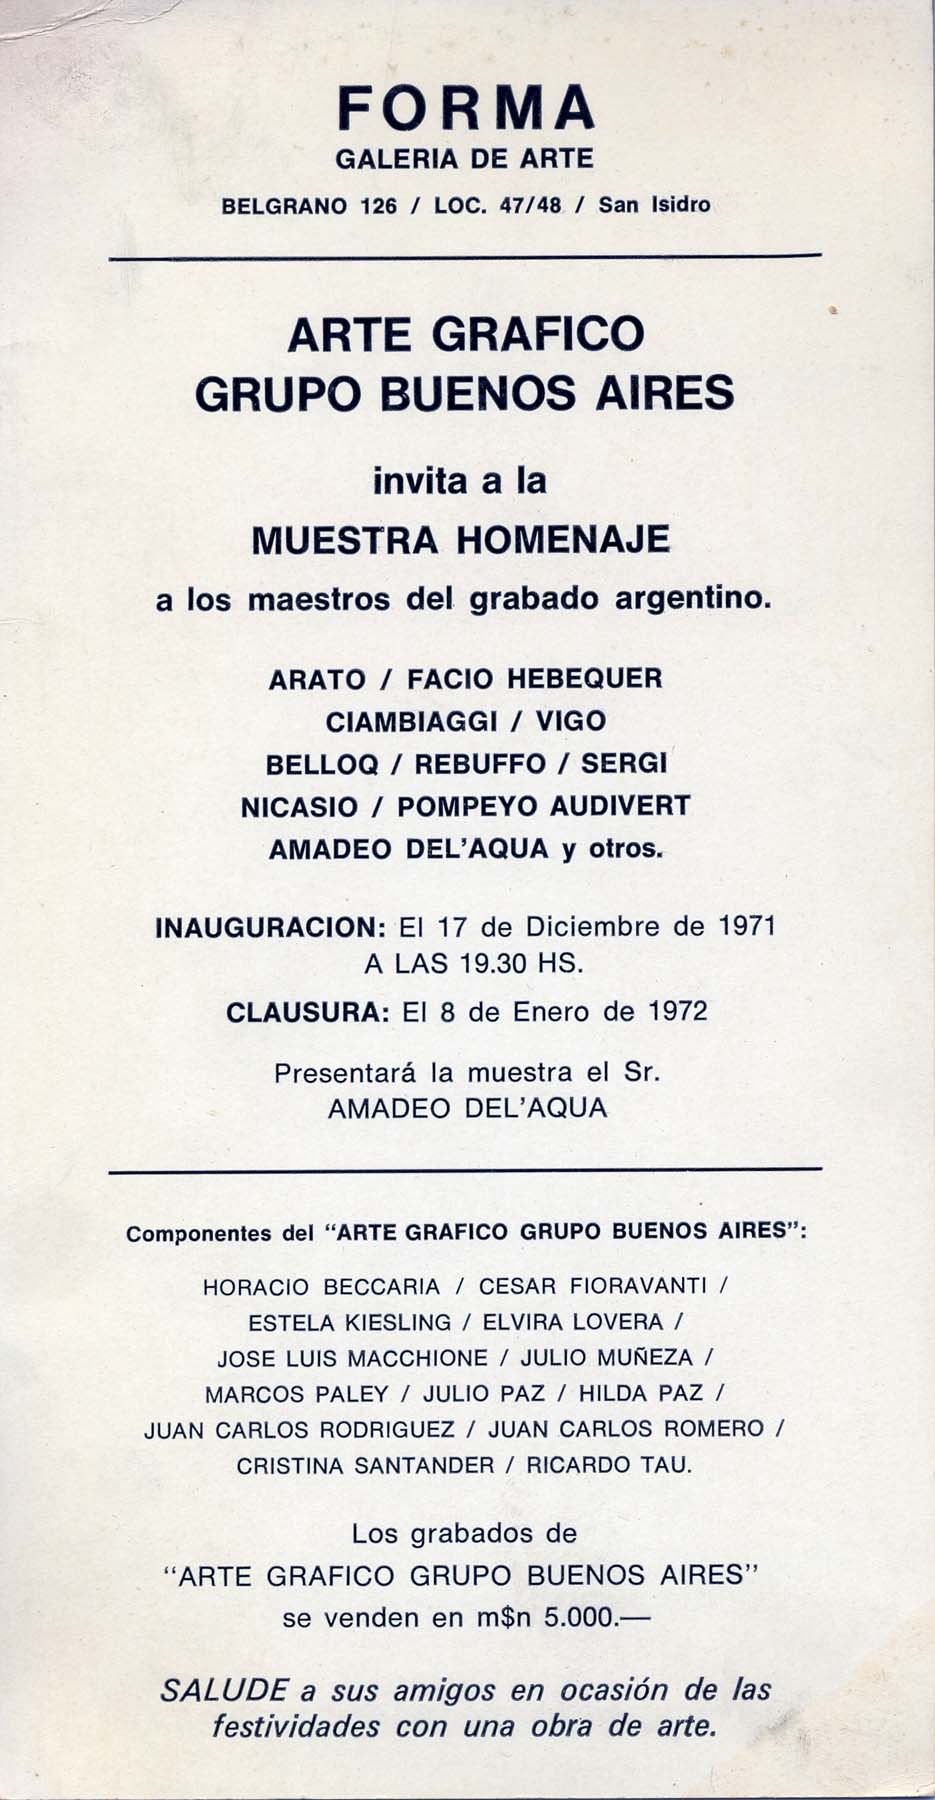 FORMA
GALERIA DE ARTE
BELGRANO 126 / LOC. 47/48 / San Isidro
ARTE GRAFICO
GRUPO BUENOS AIRES
invita a la
MUESTRA HOMENAJE
a los maestros del grabado argentino.
ARATO / FACIO HEBEQUER
CIAMBIAGGI / VIGO
BELLOQ / REBUFFO / SERGI
NICASIO / POMPEYO AUDIVERT
AMADEO DEL'AQUA y otros.
INAUGURACION: El 17 de Diciembre de 1971
A LAS 19.30 HS.
CLAUSURA: El 8 de Enero de 1972
Presentará la muestra el Sr.
AMADEO DEL'AQUA
Componentes del “ARTE GRAFICO GRUPO BUENOS AIRES”:
HORACIO BECCARIA / CESAR FIORAVANTI /
ESTELA KIESLING / ELVIRA LOVERA /
JOSE LUIS MACCHIONE / JULIO MUÑEZA /
MARCOS PALEY / JULIO PAZ / HILDA PAZ /
JUAN CARLOS RODRIGUEZ / JUAN CARLOS ROMERO /
CRISTINA SANTANDER / RICARDO TAU.
Los grabados de
“ARTE GRAFICO GRUPO BUENOS AIRES”
se venden en m$n 5.000.—
SALUDE a sus amigos en ocasión de las
festividades con una obra de arte.